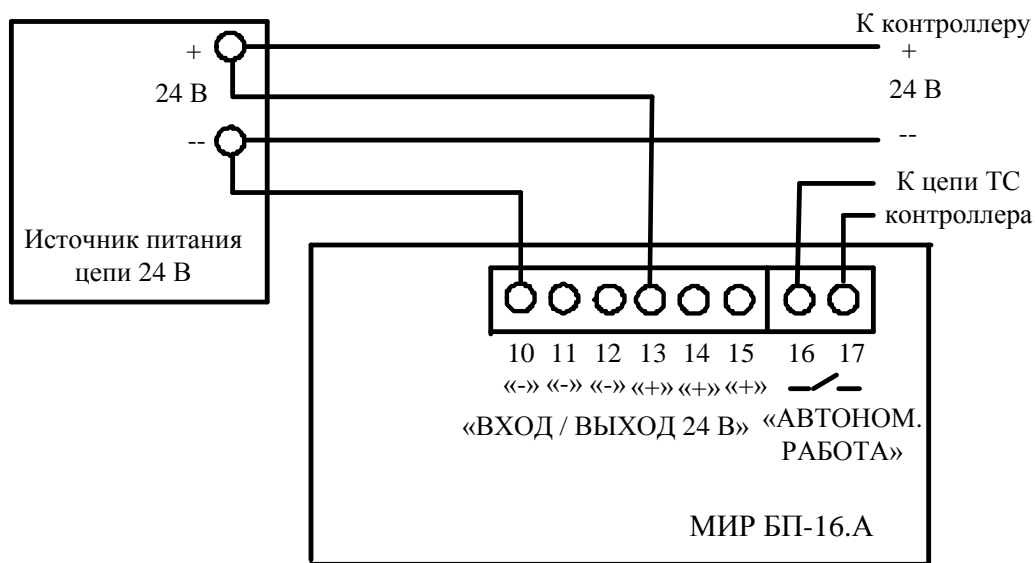 К контроллеру
+ +
24 В 24 В
-- --
К цепи ТС
контроллера
Источник питания
цепи 24 В
10 11 12 13 14 15 16 17
«-» «-» «-» «+» «+» «+»
«ВХОД / ВЫХОД 24 В» «АВТОНОМ.
РАБОТА»
МИР БП-16.А